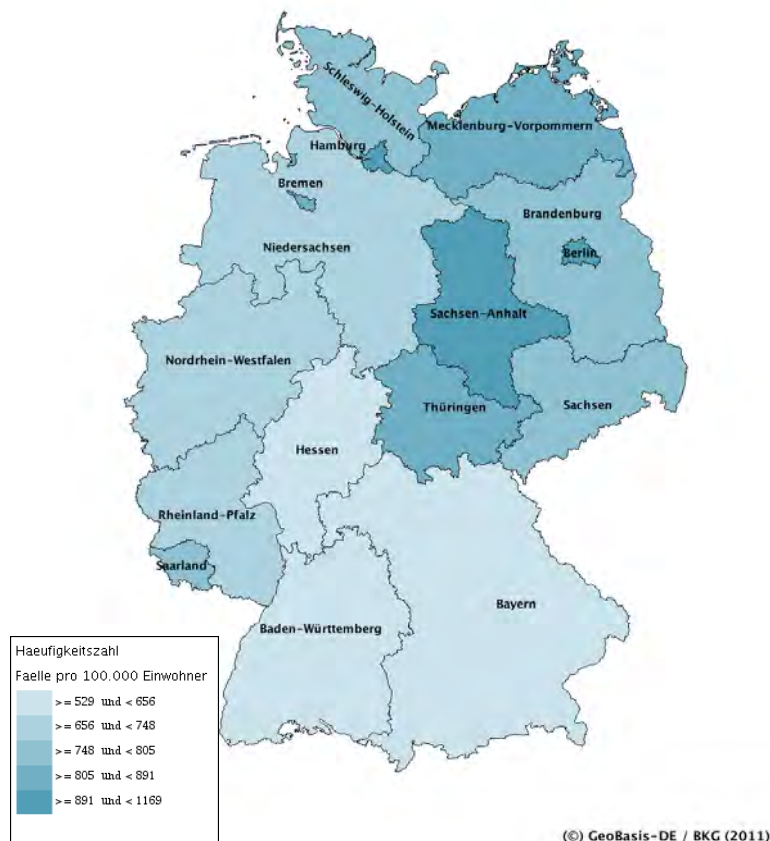 Schleswig-Holstein
Mecklenburg-Vorpommern
Hamburg
Bremen
Brandenburg
Niedersachsen
Berlin
Sachsen-Anhalt
Nordrhein-Westfalen
Thüringen
Sachsen
Hessen
Rheinland-Pfalz
Saarland
Bayern
Baden-Württemberg
Haeufigkeitszahl
Faelle pro 100.000 Einwohner
>= 529 und < 656
>= 656 und < 748
>= 748 und < 805
>= 805 und < 891
>= 891 und < 1169
(©) GeoBasis-DE / BKG (2011)